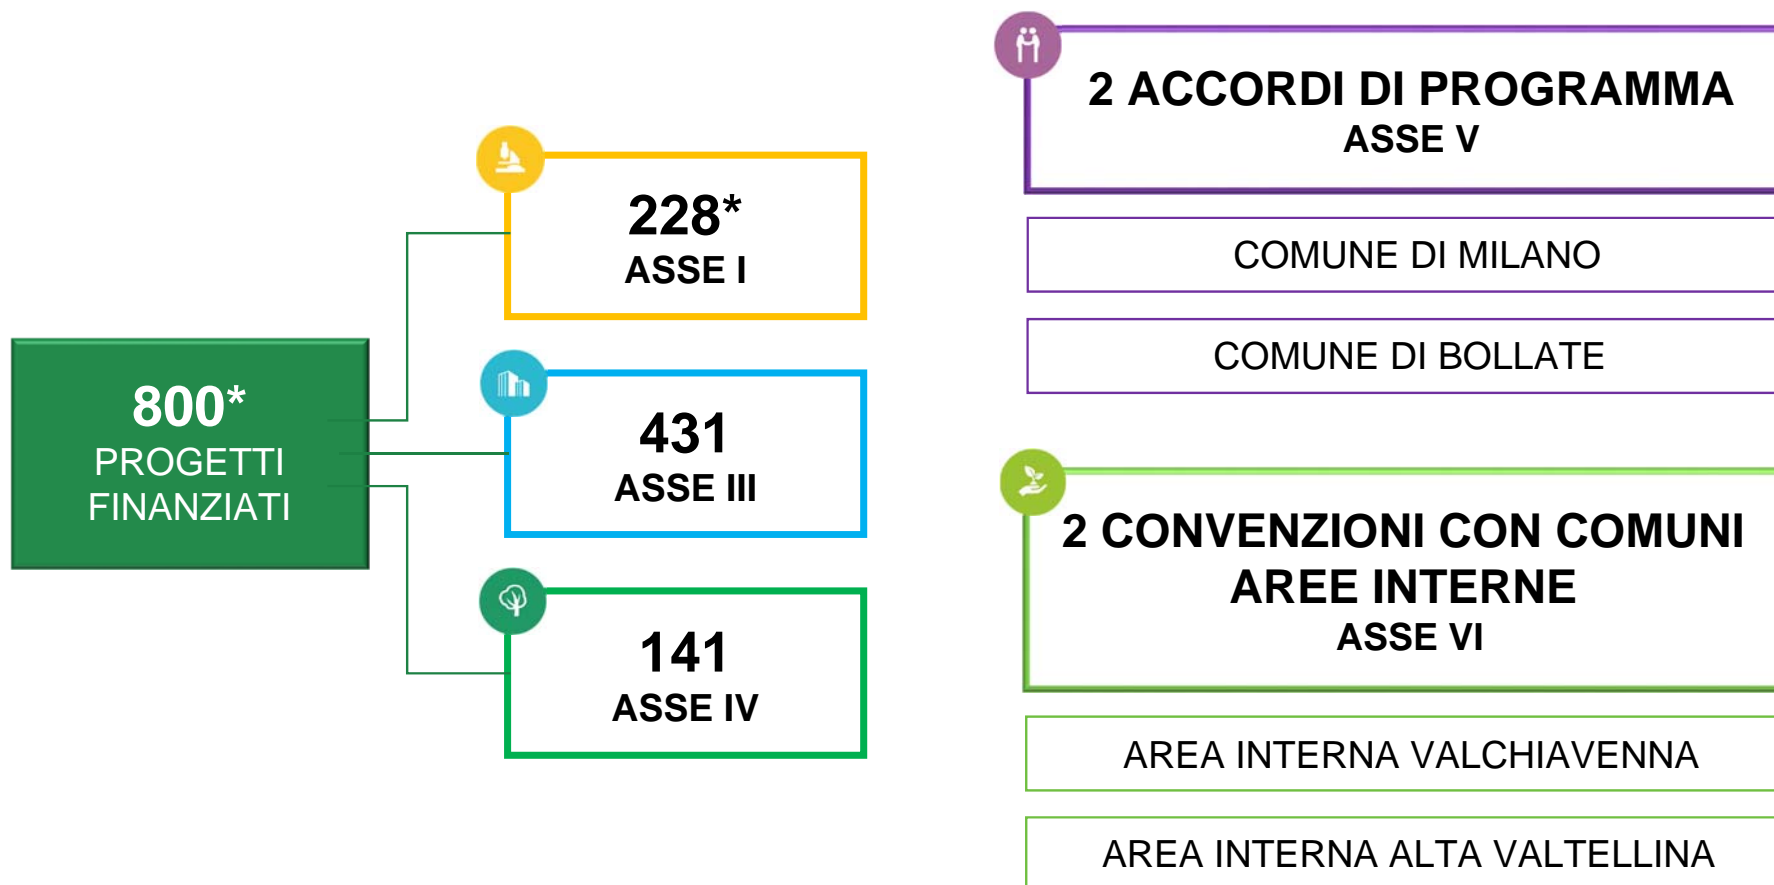 800*
PROGETTI
FINANZIATI
228*
ASSE I
431
ASSE III
141
ASSE IV
2 ACCORDI DI PROGRAMMA
ASSE V
COMUNE DI MILANO
COMUNE DI BOLLATE
2 CONVENZIONI CON COMUNI
AREE INTERNE
ASSE VI
AREA INTERNA VALCHIAVENNA
AREA INTERNA ALTA VALTELLINA